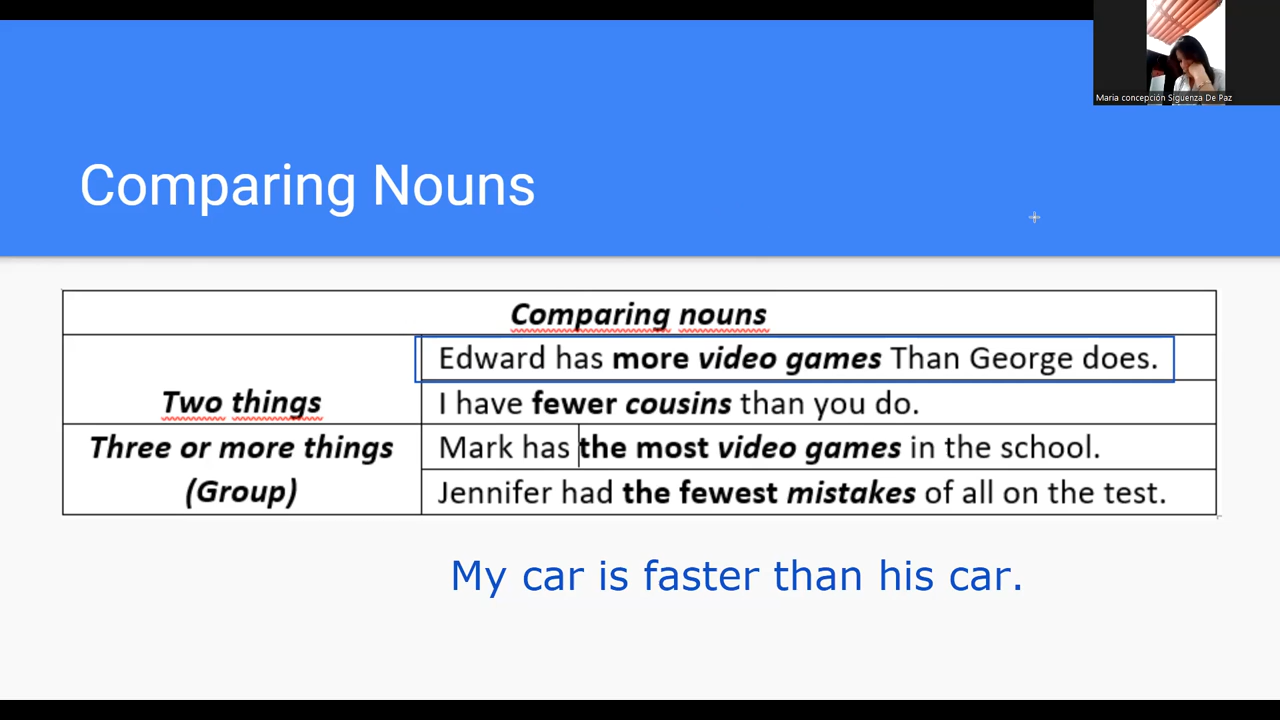 Maria concepción Sigüenza De Paz
Comparing Nouns
Comparing nouns
Two things
Edward has more video games Than George does.
I have fewer cousins than you do.
Three or more things
(Group)
Mark has the most video games in the school.
Jennifer had the fewest mistakes of all on the test.
My car is faster than his car.